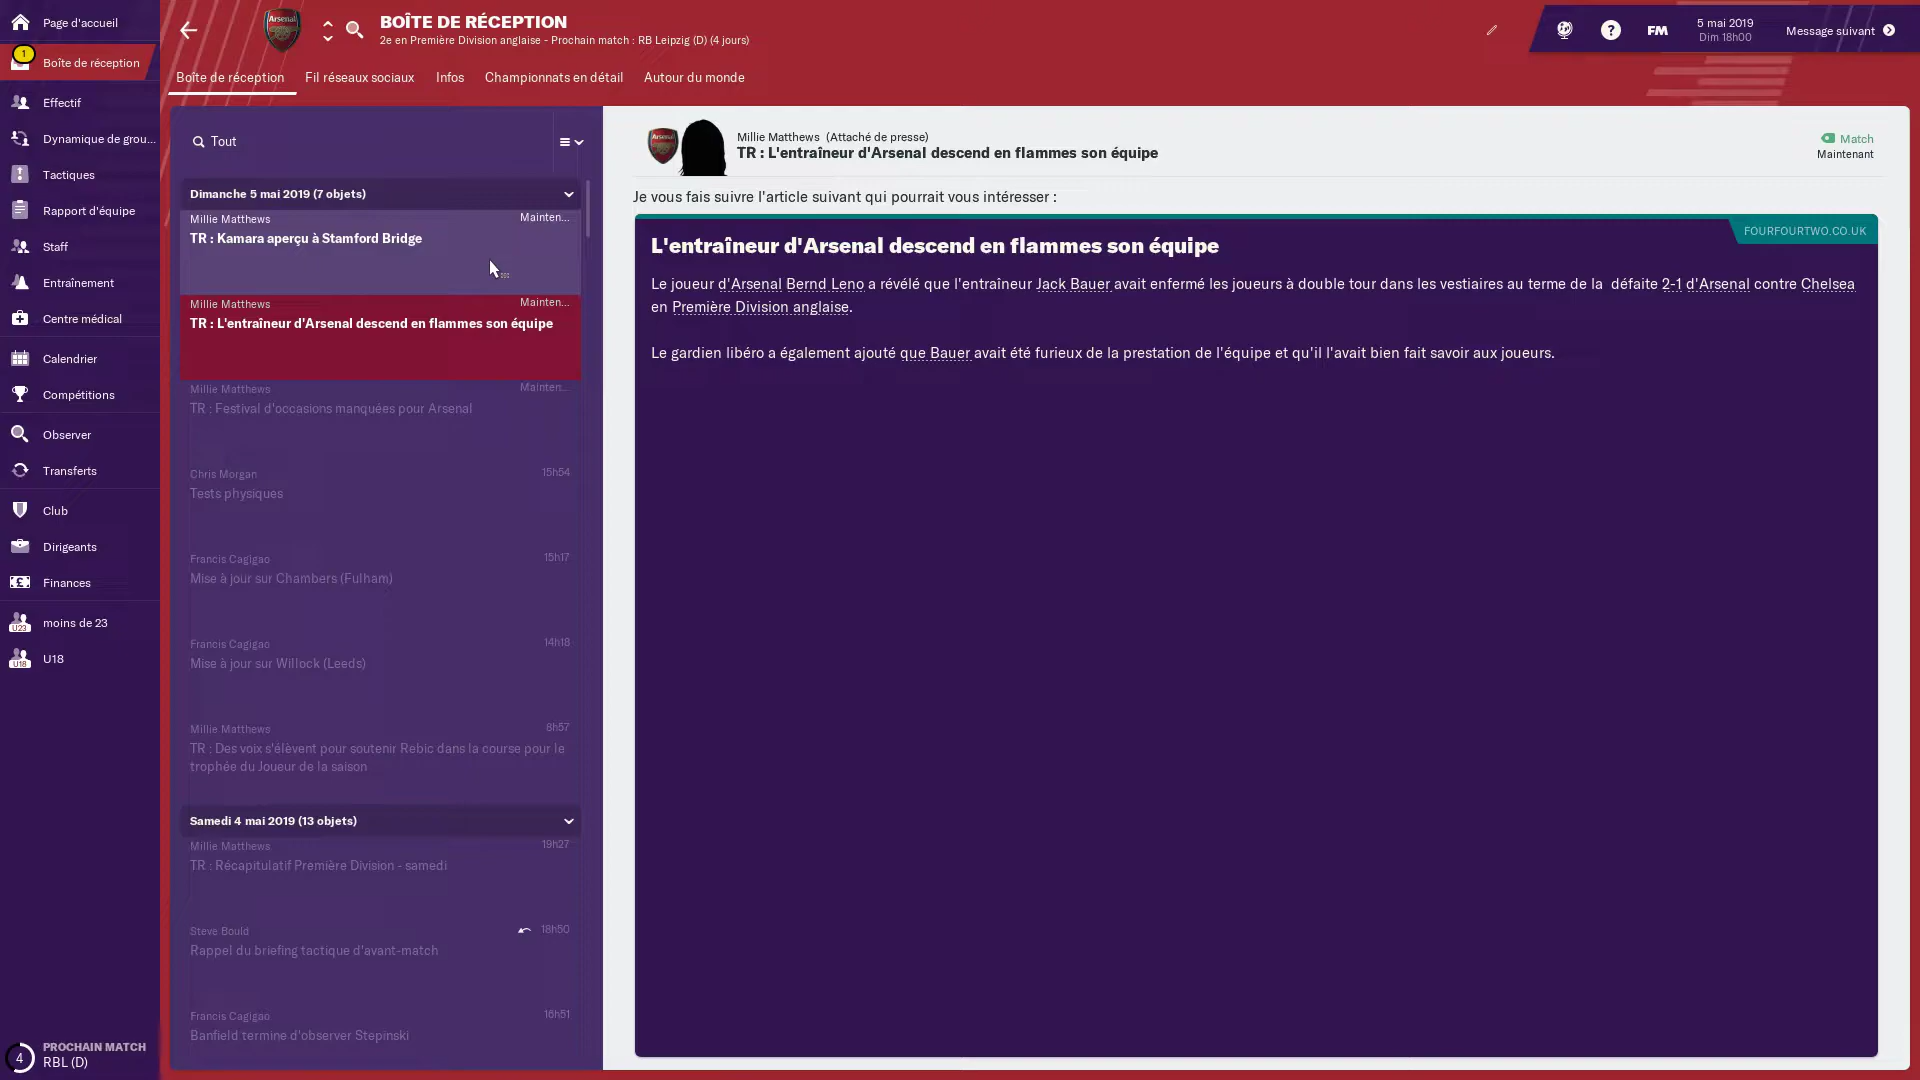 Page d'accueil
1
Boîte de réception
Effectif
Dynamique de grou...
Tactiques
Rapport d'équipe
Staff
Entraînement
Centre médical
Calendrier
Compétitions
Observer
Transferts
Club
Dirigeants
Finances
U23
moins de 23
U18
U18
4
PROCHAIN MATCH
RBL (D)
Arsenal
BOÎTE DE RÉCEPTION
2e en Première Division anglaise - Prochain match : RB Leipzig (D) (4 jours)
?
FM
5 mai 2019
Dim 18h00
Message suivant
Boîte de réception Fil réseaux sociaux Infos Championnats en détail Autour du monde
Tout
Dimanche 5 mai 2019 (7 objets)
Millie Matthews Mainten...
TR : Kamara aperçu à Stamford Bridge
Millie Matthews Mainten...
TR : L'entraîneur d'Arsenal descend en flammes son équipe
Millie Matthews Mainten...
TR : Festival d'occasions manquées pour Arsenal
Chris Morgan 15h54
Tests physiques
Francis Cagigao 15h17
Mise à jour sur Chambers (Fulham)
Francis Cagigao 14h18
Mise à jour sur Willock (Leeds)
Millie Matthews 8h57
TR : Des voix s'élèvent pour soutenir Rebic dans la course pour le
trophée du Joueur de la saison
Samedi 4 mai 2019 (13 objets)
Millie Matthews 19h27
TR : Récapitulatif Première Division - samedi
Steve Bould 18h50
Rappel du briefing tactique d'avant-match
Francis Cagigao 16h51
Banfield termine d'observer Stepinski
Arsenal
Millie Matthews (Attaché de presse)
TR : L'entraîneur d'Arsenal descend en flammes son équipe
Match
Maintenant
Je vous fais suivre l'article suivant qui pourrait vous intéresser :
FOURFOURTWO.CO.UK
L'entraîneur d'Arsenal descend en flammes son équipe
Le joueur d'Arsenal Bernd Leno a révélé que l'entraîneur Jack Bauer avait enfermé les joueurs à double tour dans les vestiaires au terme de la défaite 2-1 d'Arsenal contre Chelsea
en Première Division anglaise.
Le gardien libéro a également ajouté que Bauer avait été furieux de la prestation de l'équipe et qu'il l'avait bien fait savoir aux joueurs.